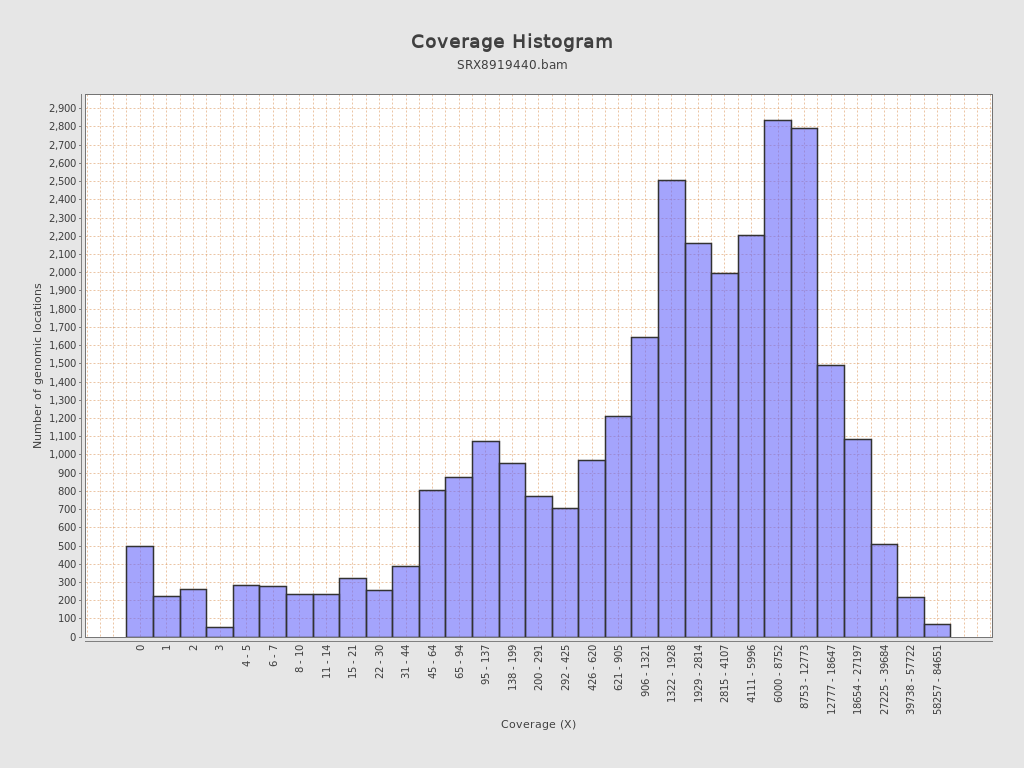 Coverage Histogram
SRX8919440.bam
Number of genomic locations
2,900
2,800
2,700
2,600
2,500
2,400
2,300
2,200
2,100
2,000
1,900
1,800
1,700
1,600
1,500
1,400
1,300
1,200
1,100
1,000
900
800
700
600
500
400
300
200
100
0
0
1
2
3
4 - 5
6 - 7
8 - 10
11 - 14
15 - 21
22 - 30
31 - 44
45 - 64
65 - 94
95 - 137
138 - 199
200 - 291
292 - 425
426 - 620
621 - 905
906 - 1321
1322 - 1928
1929 - 2814
2815 - 4107
4111 - 5996
6000 - 8752
8753 - 12773
12777 - 18647
18654 - 27197
27225 - 39684
39738 - 57722
58257 - 84651
Coverage (X)